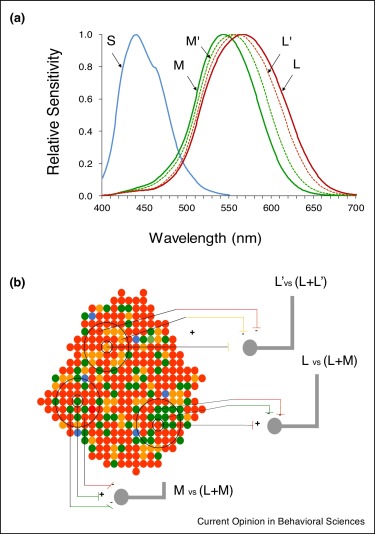 (a)
S
M'
L'
M
L
Relative Sensitivity
1.0
0.8
0.6
0.4
0.2
0.0
400 450 500 550 600 650 700
Wavelength (nm)
(b)
L' vs (L+L')
+
-
-
L vs (L+M)
+
-
-
+
-
-
M vs (L+M)
Current Opinion in Behavioral Sciences